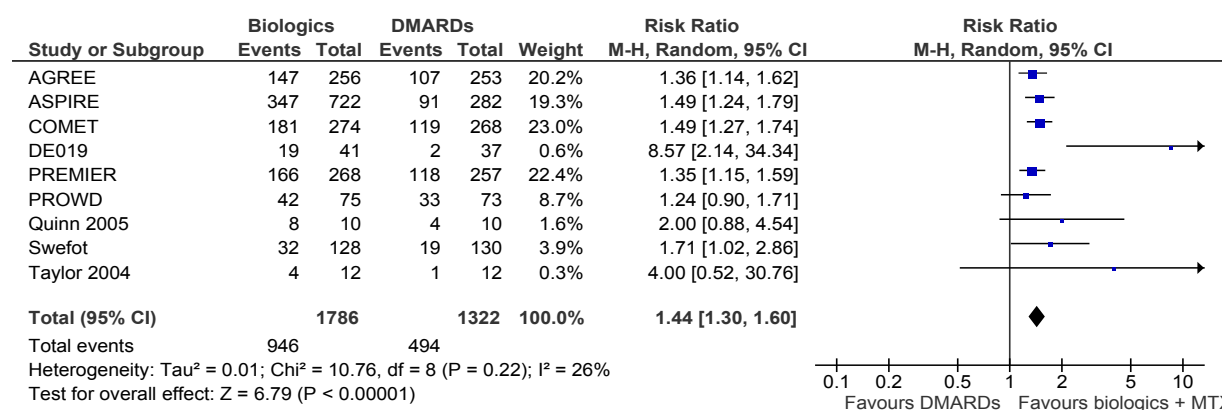 Biologics DMARDs Risk Ratio Risk Ratio
Study or Subgroup Events Total Events Total Weight M-H, Random, 95% CI M-H, Random, 95% CI
AGREE 147 256 107 253 20.2% 1.36 [1.14, 1.62]
ASPIRE 347 722 91 282 19.3% 1.49 [1.24, 1.79]
COMET 181 274 119 268 23.0% 1.49 [1.27, 1.74]
DE019 19 41 2 37 0.6% 8.57 [2.14, 34.34]
PREMIER 166 268 118 257 22.4% 1.35 [1.15, 1.59]
PROWD 42 75 33 73 8.7% 1.24 [0.90, 1.71]
Quinn 2005 8 10 4 10 1.6% 2.00 [0.88, 4.54]
Swefot 32 128 19 130 3.9% 1.71 [1.02, 2.86]
Taylor 2004 4 12 1 12 0.3% 4.00 [0.52, 30.76]
Total (95% CI) 1786 1322 100.0% 1.44 [1.30, 1.60]
Total events 946 494
Heterogeneity: Tau² = 0.01; Chi² = 10.76, df = 8 (P = 0.22); I² = 26%
Test for overall effect: Z = 6.79 (P < 0.00001)
0.1 0.2 0.5 1 2 5 10
Favours DMARDs Favours biologics + MTX